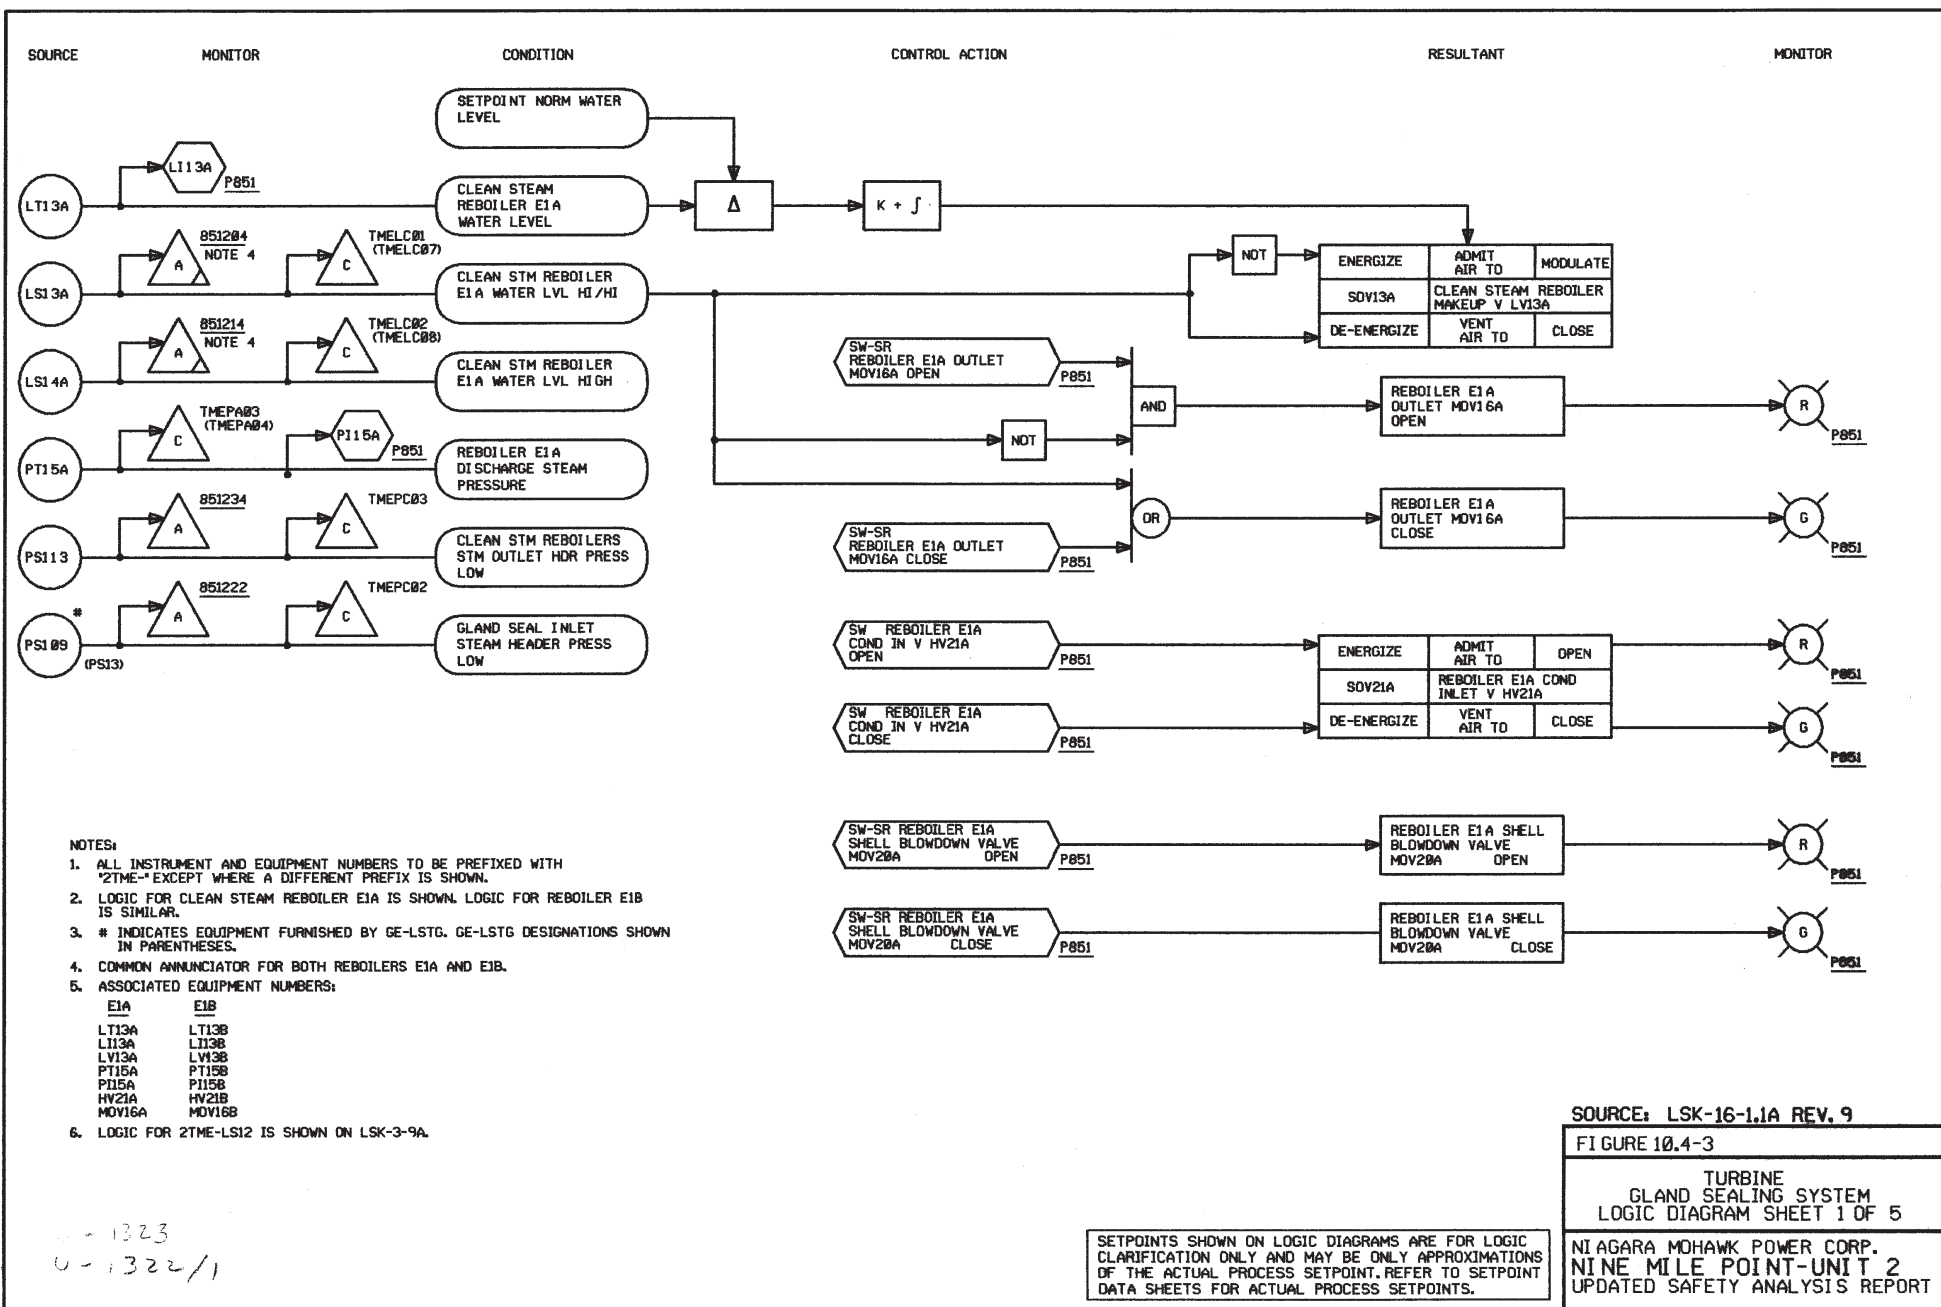 SOURCE MONITOR CONDITION CONTROL ACTION RESULTANT MONITOR
SETPOINT NORM WATER
LEVEL
LI13A
P851
LT13A
CLEAN STEAM
REBOILER E1A
WATER LEVEL
Δ
K + ∫
LS13A
A
851204
NOTE 4
C
TMELC01
(TMELC07)
CLEAN STM REBOILER
E1A WATER LVL HI/HI
NOT
ENERGIZE ADMIT AIR TO MODULATE
SOV13A CLEAN STEAM REBOILER MAKEUP V LV13A
DE-ENERGIZE VENT AIR TO CLOSE
LS14A
A
851214
NOTE 4
C
TMELC02
(TMELC08)
CLEAN STM REBOILER
E1A WATER LVL HIGH
SW-SR
REBOILER E1A OUTLET
MOV16A OPEN
P851
NOT
AND
REBOILER E1A
OUTLET MOV16A
OPEN
R
P851
PT15A
C
TMEPA03
(TMEPA04)
PI15A
P851
REBOILER E1A
DISCHARGE STEAM
PRESSURE
PS113
A
851234
C
TMEPC03
CLEAN STM REBOILERS
STM OUTLET HDR PRESS
LOW
SW-SR
REBOILER E1A OUTLET
MOV16A CLOSE
P851
OR
REBOILER E1A
OUTLET MOV16A
CLOSE
G
P851
PS109
#
(PS13)
A
851222
C
TMEPC02
GLAND SEAL INLET
STEAM HEADER PRESS
LOW
SW REBOILER E1A
COND IN V HV21A
OPEN
P851
SW REBOILER E1A
COND IN V HV21A
CLOSE
P851
ENERGIZE ADMIT AIR TO OPEN
SOV21A REBOILER E1A COND INLET V HV21A
DE-ENERGIZE VENT AIR TO CLOSE
R
P851
G
P851
SW-SR REBOILER E1A
SHELL BLOWDOWN VALVE
MOV20A OPEN
P851
REBOILER E1A SHELL
BLOWDOWN VALVE
MOV20A OPEN
R
P851
SW-SR REBOILER E1A
SHELL BLOWDOWN VALVE
MOV20A CLOSE
P851
REBOILER E1A SHELL
BLOWDOWN VALVE
MOV20A CLOSE
G
P851
NOTES:
1. ALL INSTRUMENT AND EQUIPMENT NUMBERS TO BE PREFIXED WITH
"2TME-" EXCEPT WHERE A DIFFERENT PREFIX IS SHOWN.
2. LOGIC FOR CLEAN STEAM REBOILER E1A IS SHOWN. LOGIC FOR REBOILER E1B
IS SIMILAR.
3. # INDICATES EQUIPMENT FURNISHED BY GE-LSTG. GE-LSTG DESIGNATIONS SHOWN
IN PARENTHESES.
4. COMMON ANNUNCIATOR FOR BOTH REBOILERS E1A AND E1B.
5. ASSOCIATED EQUIPMENT NUMBERS:
E1A E1B
LT13A LT13B
LI13A LI13B
LV13A LV13B
PT15A PT15B
PI15A PI15B
HV21A HV21B
MOV16A MOV16B
6. LOGIC FOR 2TME-LS12 IS SHOWN ON LSK-3-9A.
- 1323
U - 1322/1
SETPOINTS SHOWN ON LOGIC DIAGRAMS ARE FOR LOGIC
CLARIFICATION ONLY AND MAY BE ONLY APPROXIMATIONS
OF THE ACTUAL PROCESS SETPOINT. REFER TO SETPOINT
DATA SHEETS FOR ACTUAL PROCESS SETPOINTS.
SOURCE: LSK-16-1.1A REV. 9
FIGURE 10.4-3
TURBINE
GLAND SEALING SYSTEM
LOGIC DIAGRAM SHEET 1 OF 5
NIAGARA MOHAWK POWER CORP.
NINE MILE POINT-UNIT 2
UPDATED SAFETY ANALYSIS REPORT